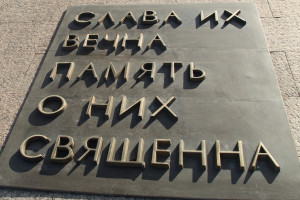 СЛАВА ИХ
ВЕЧНА
ПАМЯТЬ
О НИХ
СВЯЩЕННА